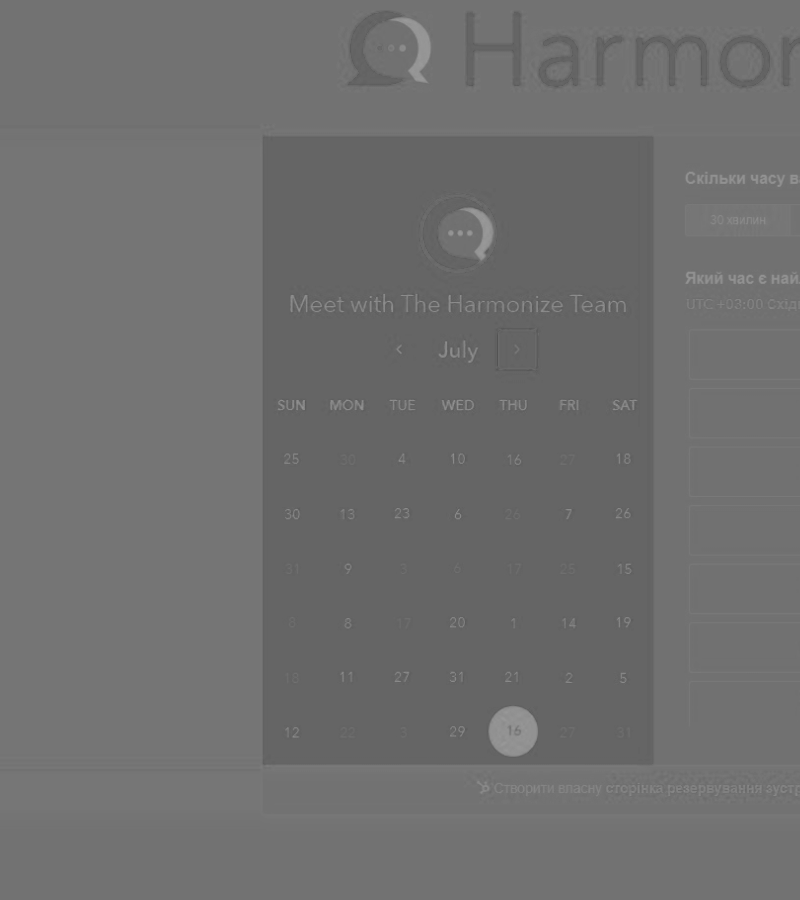 Harmon
Скільки часу в
30 хвилин
Meet with The Harmonize Team
Який час є най
UTC +03:00 Східн
July
SUN MON TUE WED THU FRI SAT
25 30 4 10 16 27 18
30 13 23 6 26 7 26
31 9 3 6 17 25 15
8 8 17 20 1 14 19
18 11 27 31 21 2 5
12 22 3 29 16 27 31
Створити власну сторінка резервування зустр